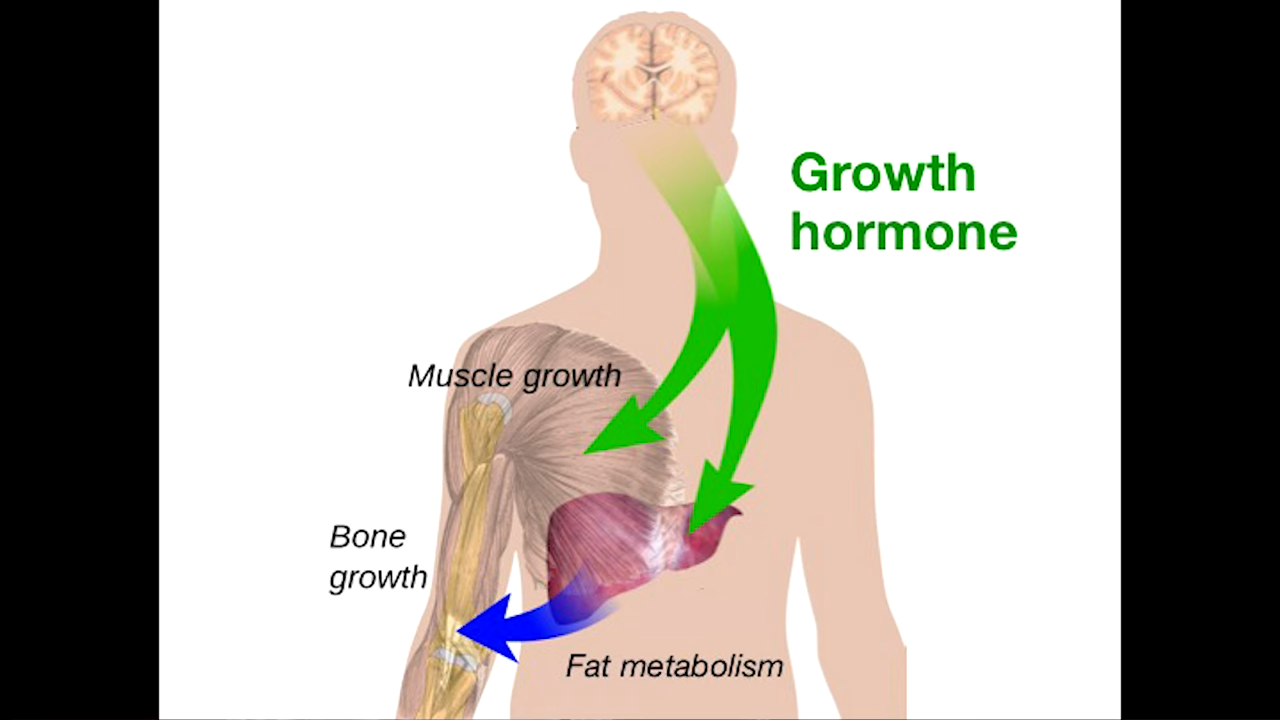 Growth
hormone
Muscle growth
Bone
growth
Fat metabolism